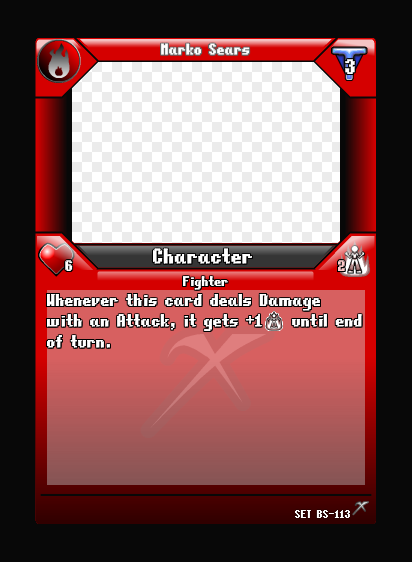 Marko Sears
3
Character
6
2
Fighter
Whenever this card deals Damage
with an Attack, it gets +1 until end
of turn.
SET BS-113